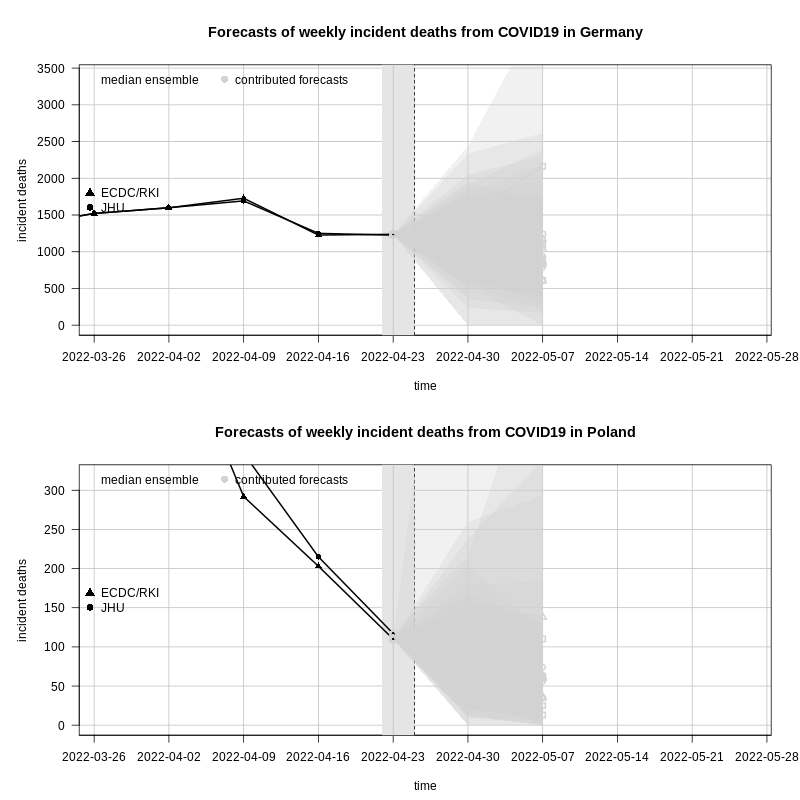 Forecasts of weekly incident deaths from COVID19 in Germany
median ensemble contributed forecasts
3500
3000
2500
2000
1500
1000
500
0
incident deaths
ECDC/RKI
JHU
2022-03-26 2022-04-02 2022-04-09 2022-04-16 2022-04-23 2022-04-30 2022-05-07 2022-05-14 2022-05-21 2022-05-28
time
Forecasts of weekly incident deaths from COVID19 in Poland
median ensemble contributed forecasts
300
250
200
150
100
50
0
incident deaths
ECDC/RKI
JHU
2022-03-26 2022-04-02 2022-04-09 2022-04-16 2022-04-23 2022-04-30 2022-05-07 2022-05-14 2022-05-21 2022-05-28
time